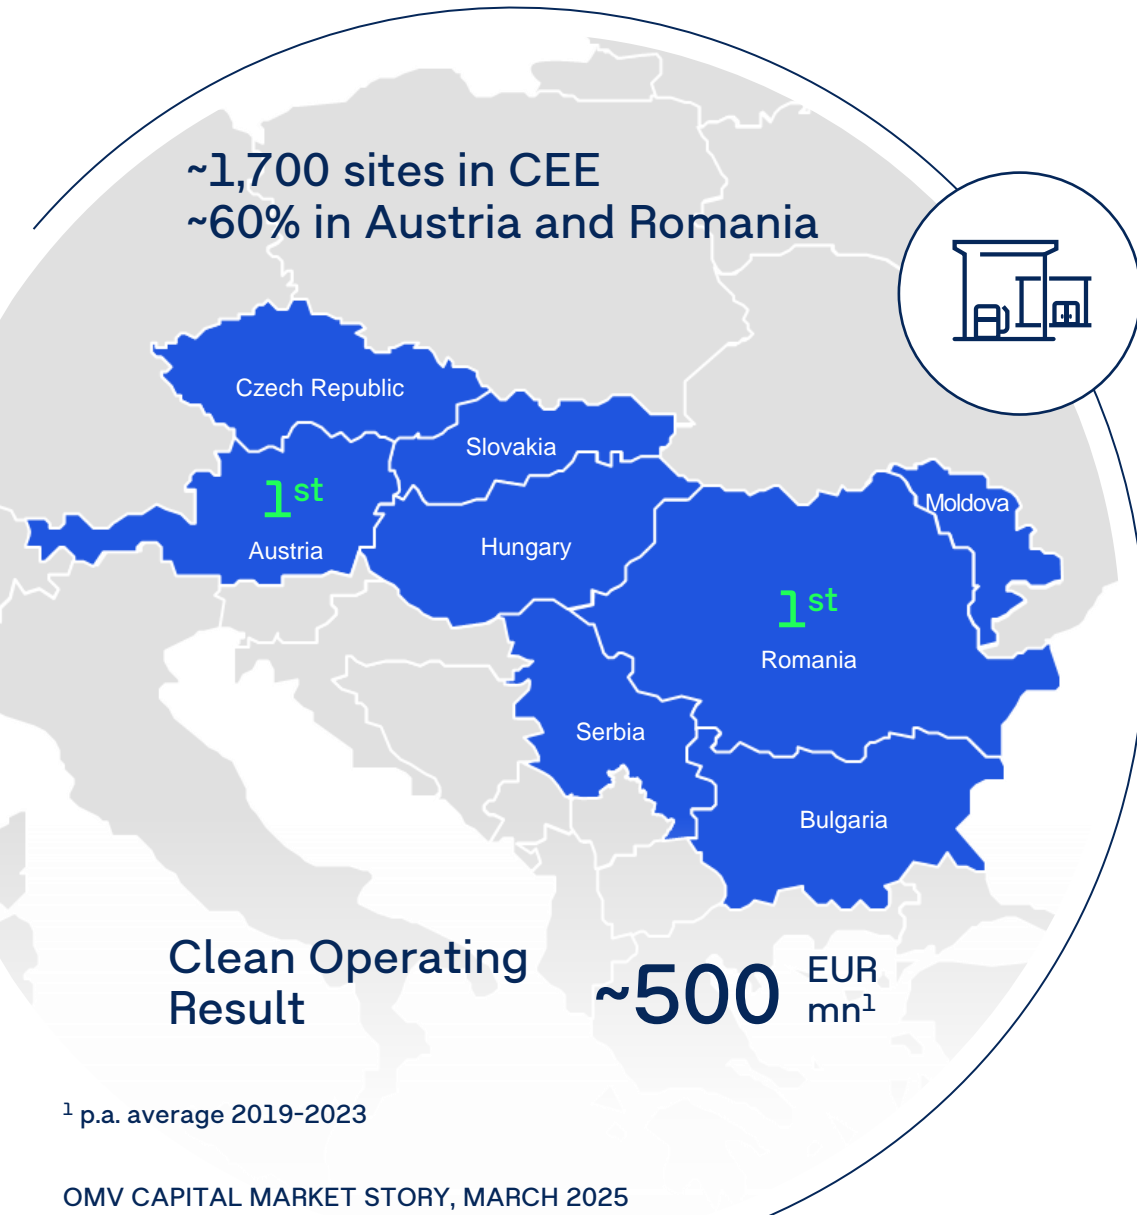 ~1,700 sites in CEE
~60% in Austria and Romania
Czech Republic
Slovakia
1st
Austria
Hungary
Moldova
1st
Romania
Serbia
Bulgaria
Clean Operating
Result
~500 EUR
mn1
1 p.a. average 2019-2023
OMV CAPITAL MARKET STORY, MARCH 2025